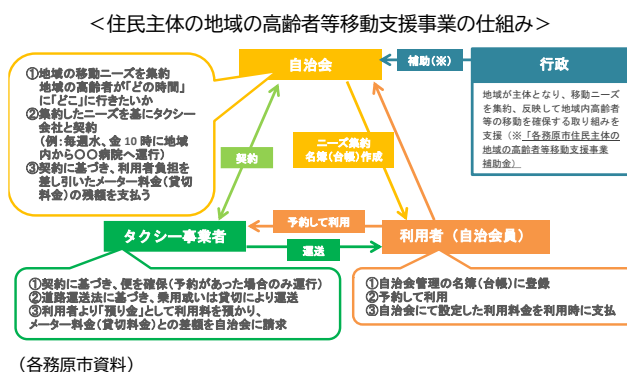 ＜住民主体の地域の高齢者等移動支援事業の仕組み＞
①地域の移動ニーズを集約
地域の高齢者が「どの時間」
に「どこ」に行きたいか
②集約したニーズを基にタクシー
会社と契約
（例：毎週水、金10時に地域
内から〇〇病院へ運行）
③契約に基づき、利用者負担を
差し引いたメーター料金（貸切
料金）の残額を支払う
自治会
補助（※）
行政
地域が主体となり、移動ニーズ
を集約、反映して地域内高齢者
等の移動を確保する取り組みを
支援（※「各務原市住民主体の
地域の高齢者等移動支援事業
補助金）
契約
ニーズ集約
名簿（台帳）作成
予約して利用
タクシー事業者
運送
利用者（自治会員）
①契約に基づき、便を確保（予約があった場合のみ運行）
②道路運送法に基づき、乗用或いは貸切により運送
③利用者より「預り金」として利用料を預かり、
メーター料金（貸切料金）との差額を自治会に請求
①自治会管理の名簿（台帳）に登録
②予約して利用
③自治会にて設定した利用料金を利用時に支払
（各務原市資料）